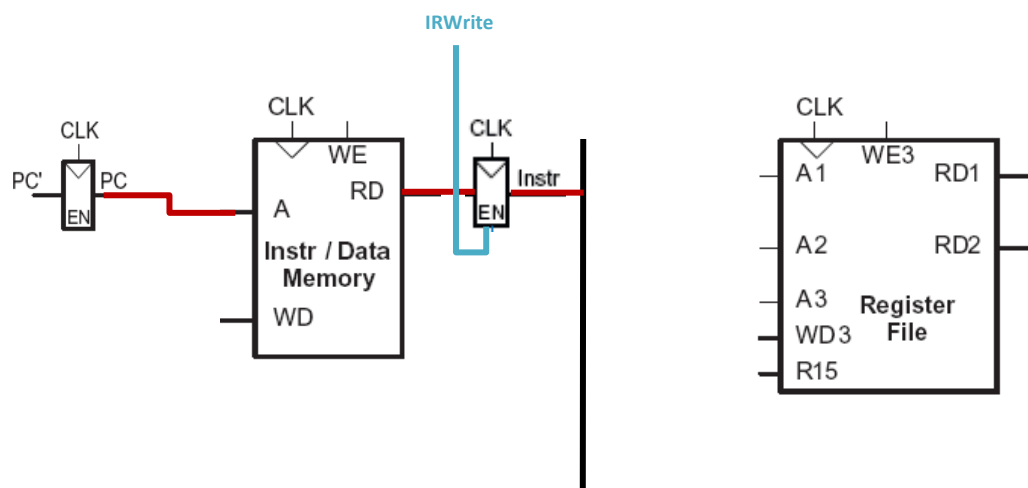 IRWrite
CLK
CLK
CLK
CLK
PC'
PC
EN
WE
RD
A
Instr / Data
Memory
WD
Instr
EN
WE3
A1
RD1
A2
RD2
A3
Register
File
WD3
R15